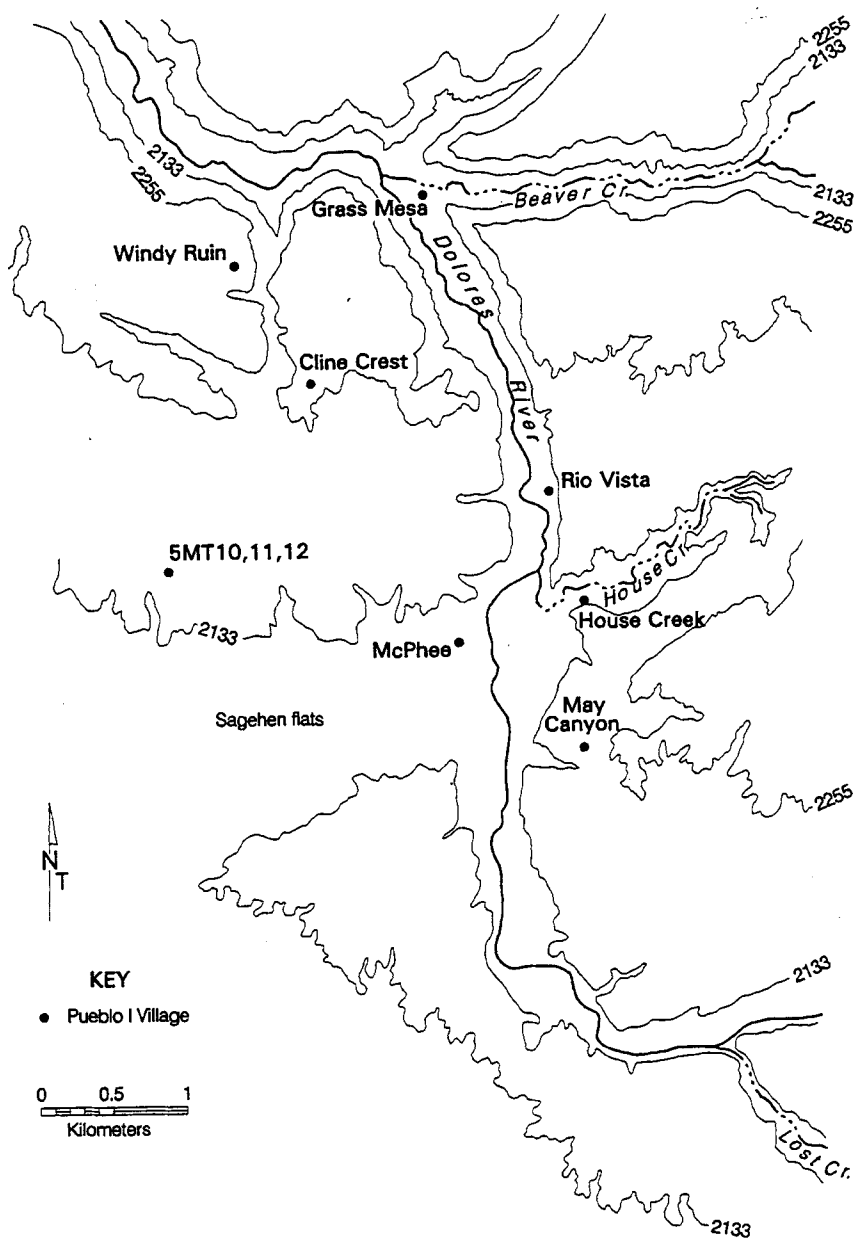 2255
2133
2133
2255
Grass Mesa
Beaver Cr.
2133
2255
Windy Ruin
Dolores
River
Cline Crest
Rio Vista
5MT10,11,12
House Cr.
House Creek
2133
McPhee
Sagehen flats
May
Canyon
2255
N
T
KEY
Pueblo I Village
2133
0 0.5 1
Kilometers
Lost Cr.
2133